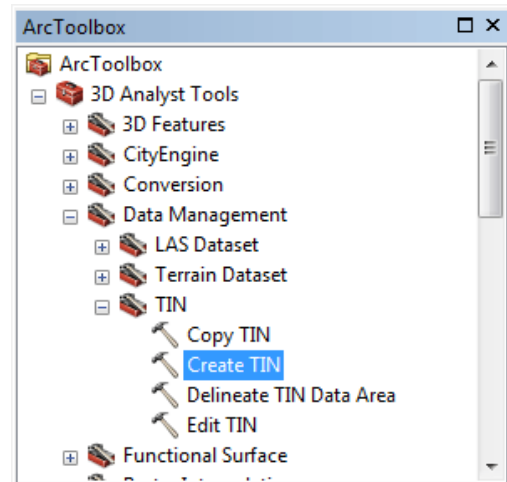 ArcToolbox
ArcToolbox
3D Analyst Tools
3D Features
CityEngine
Conversion
Data Management
LAS Dataset
Terrain Dataset
TIN
Copy TIN
Create TIN
Delineate TIN Data Area
Edit TIN
Functional Surface